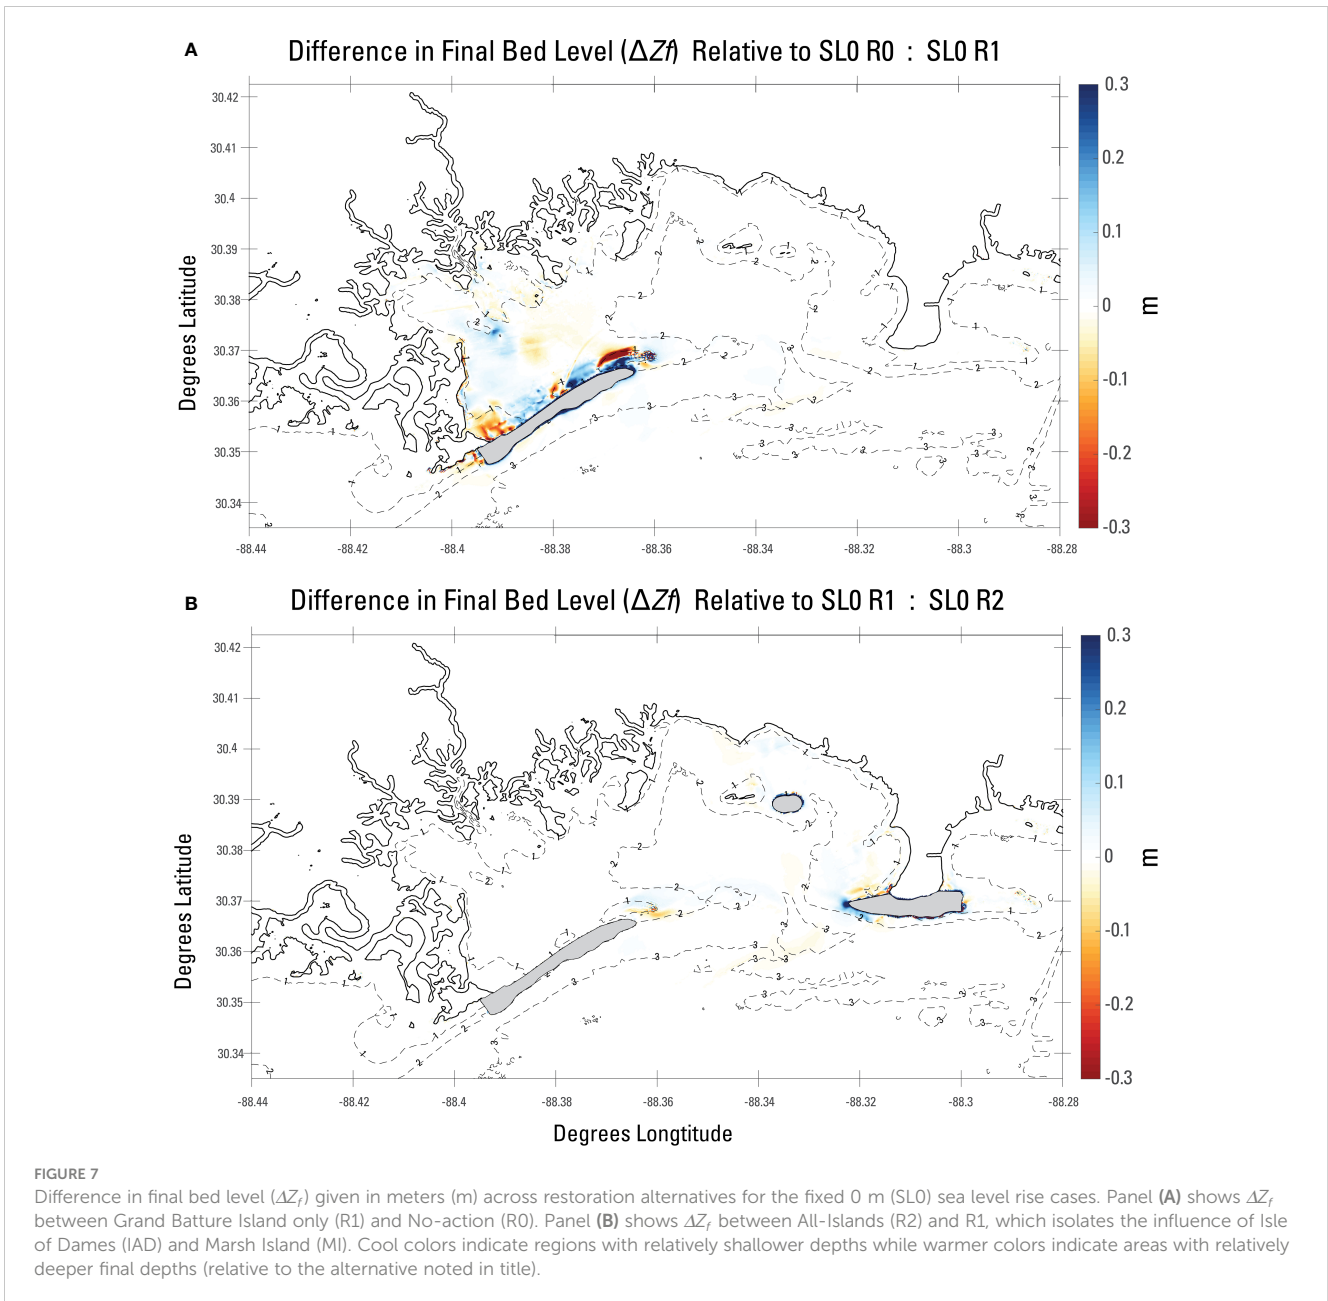 A
Difference in Final Bed Level (ΔZf) Relative to SL0 R0 : SL0 R1
30.42
30.41
30.4
30.39
30.38
30.37
30.36
30.35
30.34
Degrees Latitude
-88.44 -88.42 -88.4 -88.38 -88.36 -88.34 -88.32 -88.3 -88.28
0.3
0.2
0.1
0
-0.1
-0.2
-0.3
m
B
Difference in Final Bed Level (ΔZf) Relative to SL0 R1 : SL0 R2
30.42
30.41
30.4
30.39
30.38
30.37
30.36
30.35
30.34
Degrees Latitude
-88.44 -88.42 -88.4 -88.38 -88.36 -88.34 -88.32 -88.3 -88.28
0.3
0.2
0.1
0
-0.1
-0.2
-0.3
m
Degrees Longtitude
FIGURE 7
Difference in final bed level (ΔZf) given in meters (m) across restoration alternatives for the fixed 0 m (SL0) sea level rise cases. Panel (A) shows ΔZf
between Grand Batture Island only (R1) and No-action (R0). Panel (B) shows ΔZf between All-Islands (R2) and R1, which isolates the influence of Isle
of Dames (IAD) and Marsh Island (MI). Cool colors indicate regions with relatively shallower depths while warmer colors indicate areas with relatively
deeper final depths (relative to the alternative noted in title).